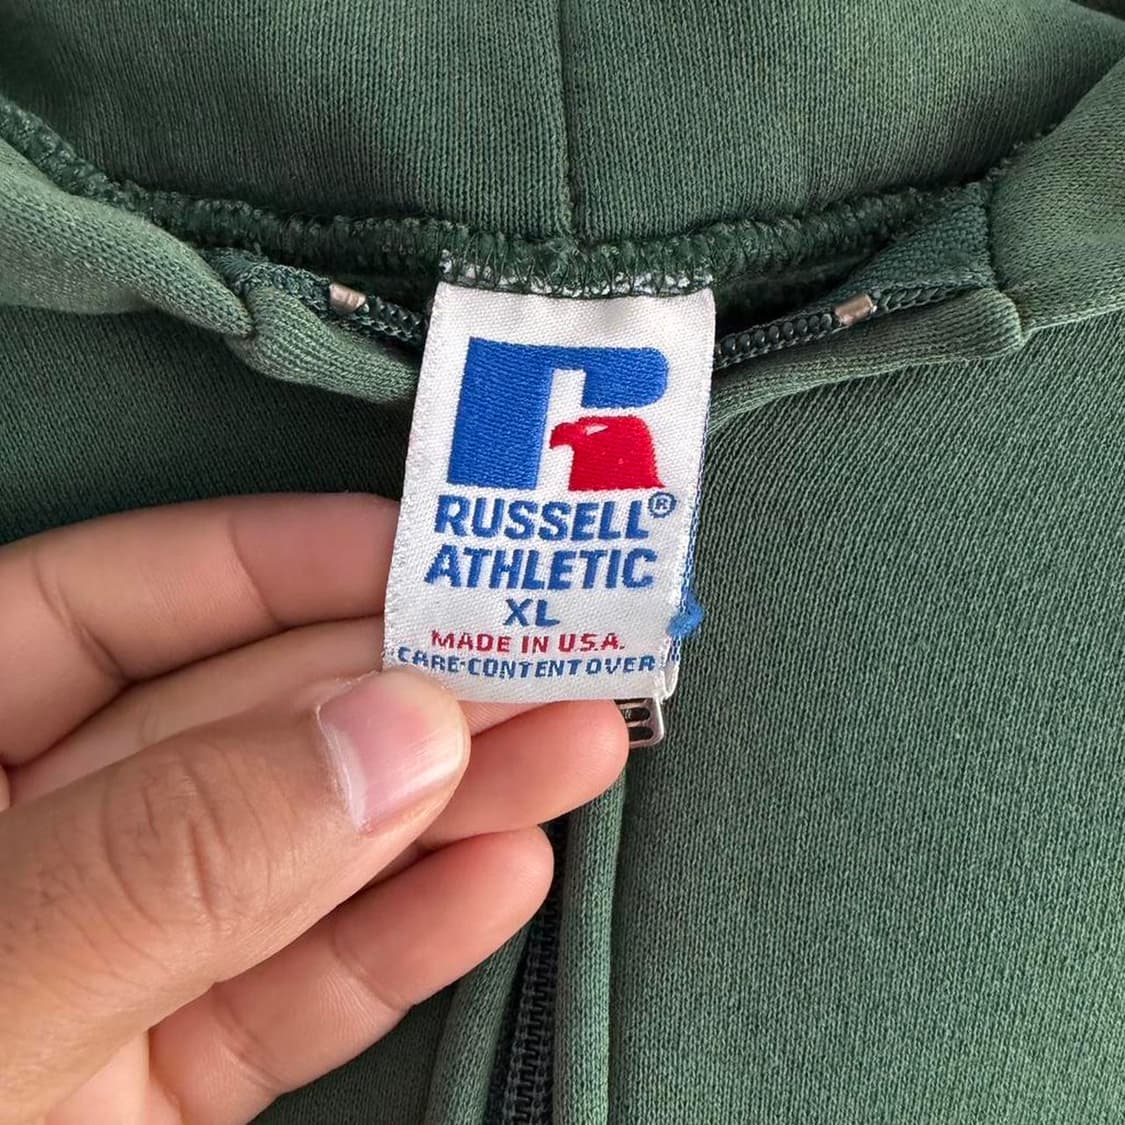 RUSSELL®
ATHLETIC
XL
MADE IN U.S.A.
CARE·CONTENT OVER